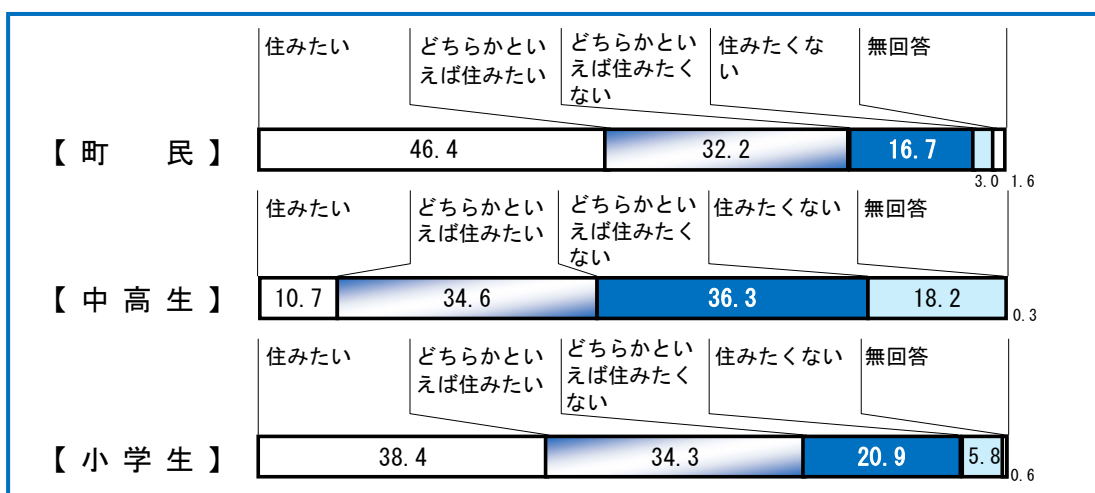 住みたい
どちらかとい
えば住みたい
どちらかとい
えば住みたく
ない
住みたくな
い
無回答
【 町 民 】
46.4
32.2
16.7
3.0
1.6
住みたい
どちらかとい
えば住みたい
どちらかとい
えば住みたく
ない
住みたくない
無回答
【 中 高 生 】
10.7
34.6
36.3
18.2
0.3
住みたい
どちらかとい
えば住みたい
どちらかとい
えば住みたく
ない
住みたくない
無回答
【 小 学 生 】
38.4
34.3
20.9
5.8
0.6